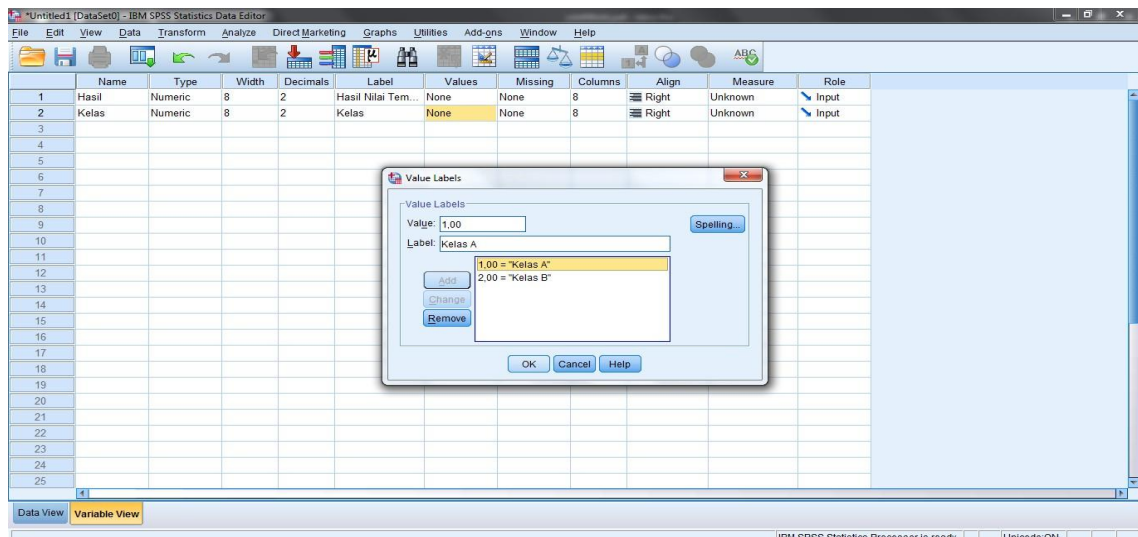 *Untitled1 [DataSet0] - IBM SPSS Statistics Data Editor
File Edit View Data Transform Analyze Direct Marketing Graphs Utilities Add-ons Window Help
Name Type Width Decimals Label Values Missing Columns Align Measure Role
1 Hasil Numeric 8 2 Hasil Nilai Tem... None None 8 Right Unknown Input
2 Kelas Numeric 8 2 Kelas None None 8 Right Unknown Input
3
4
5
6
7
8
9
10
11
12
13
14
15
16
17
18
19
20
21
22
23
24
25
Value Labels
Value Labels
Value: 1,00
Spelling...
Label: Kelas A
1,00 = "Kelas A"
Add
2,00 = "Kelas B"
Change
Remove
OK Cancel Help
Data View Variable View
IBM SPSS Statistics Processor is ready Unicode:ON